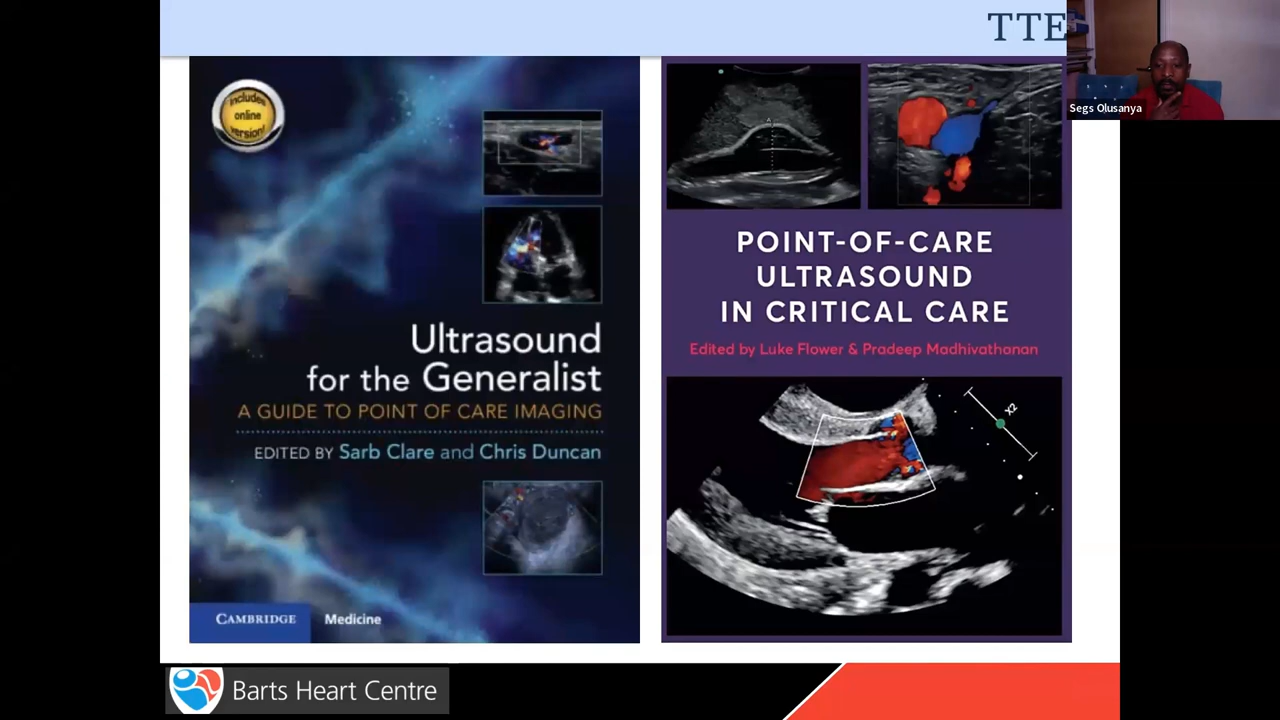 TTE
Segs Olusanya
Includes
online
version!
Ultrasound
for the Generalist
A GUIDE TO POINT OF CARE IMAGING
EDITED BY Sarb Clare and Chris Duncan
CAMBRIDGE Medicine
POINT-OF-CARE
ULTRASOUND
IN CRITICAL CARE
Edited by Luke Flower & Pradeep Madhivathanan
X2
Barts Heart Centre